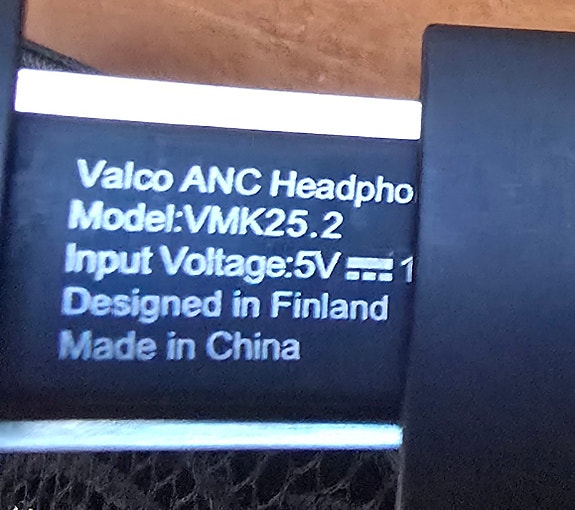 Valco ANC Headpho
Model:VMK25.2
Input Voltage:5V ⎓ 1
Designed in Finland
Made in China